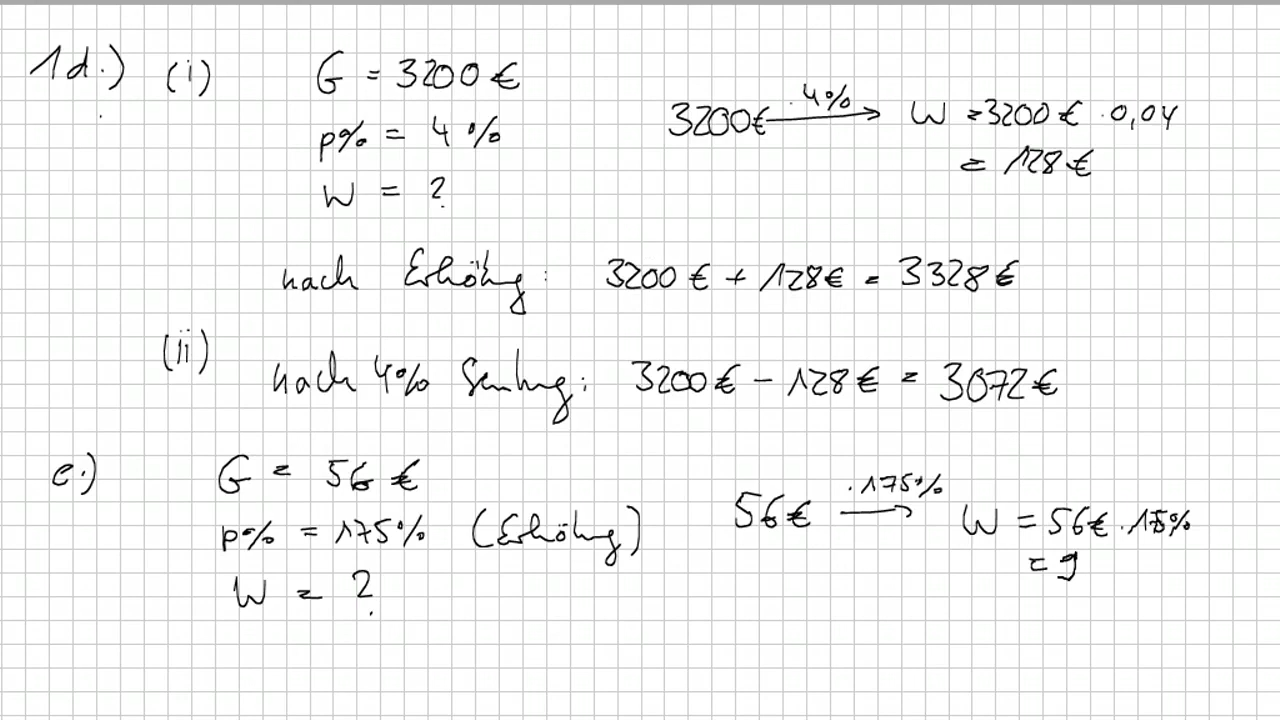 1d.) (i) G = 3200 €
3200€ —·4%→ W = 3200 € · 0,04
p% = 4 %
= 128 €
W = ?
nach Erhöhg : 3200 € + 128 € = 3328 €
(ii) nach 4% Senkung : 3200 € - 128 € = 3072 €
e.) G = 56 €
56 € —·175%→ W = 56 € · 175%
p% = 175% (Erhöhg)
= 9
W = ?